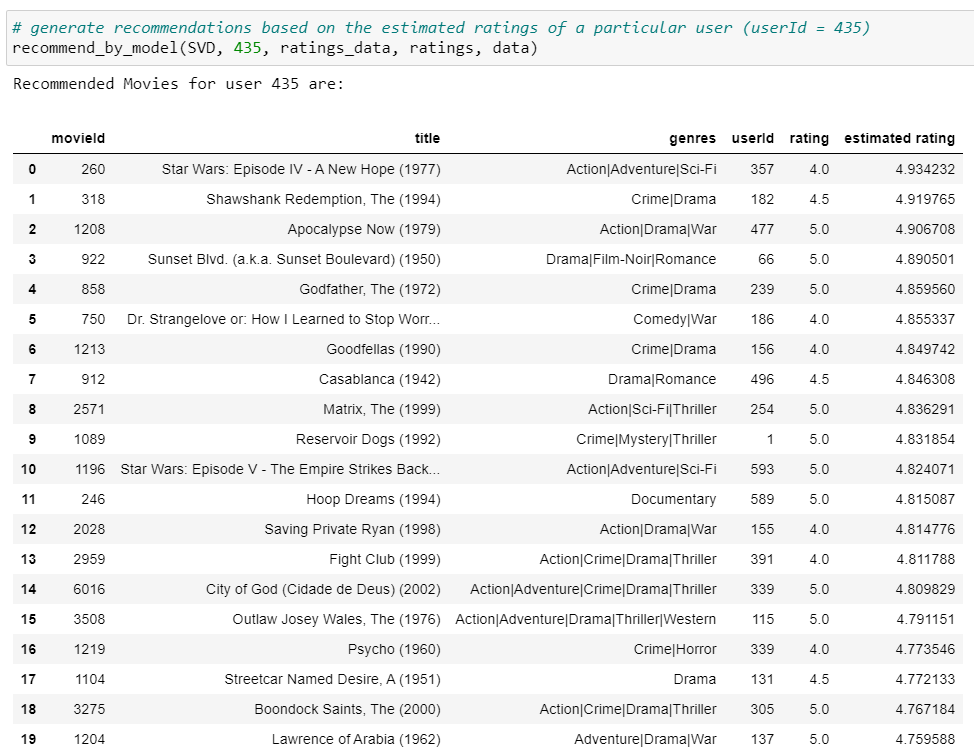 # generate recommendations based on the estimated ratings of a particular user (userId = 435)
recommend_by_model(SVD, 435, ratings_data, ratings, data)
Recommended Movies for user 435 are:
movieId title genres userId rating estimated rating
0 260 Star Wars: Episode IV - A New Hope (1977) Action|Adventure|Sci-Fi 357 4.0 4.934232
1 318 Shawshank Redemption, The (1994) Crime|Drama 182 4.5 4.919765
2 1208 Apocalypse Now (1979) Action|Drama|War 477 5.0 4.906708
3 922 Sunset Blvd. (a.k.a. Sunset Boulevard) (1950) Drama|Film-Noir|Romance 66 5.0 4.890501
4 858 Godfather, The (1972) Crime|Drama 239 5.0 4.859560
5 750 Dr. Strangelove or: How I Learned to Stop Worr... Comedy|War 186 4.0 4.855337
6 1213 Goodfellas (1990) Crime|Drama 156 4.0 4.849742
7 912 Casablanca (1942) Drama|Romance 496 4.5 4.846308
8 2571 Matrix, The (1999) Action|Sci-Fi|Thriller 254 5.0 4.836291
9 1089 Reservoir Dogs (1992) Crime|Mystery|Thriller 1 5.0 4.831854
10 1196 Star Wars: Episode V - The Empire Strikes Back... Action|Adventure|Sci-Fi 593 5.0 4.824071
11 246 Hoop Dreams (1994) Documentary 589 5.0 4.815087
12 2028 Saving Private Ryan (1998) Action|Drama|War 155 4.0 4.814776
13 2959 Fight Club (1999) Action|Crime|Drama|Thriller 391 4.0 4.811788
14 6016 City of God (Cidade de Deus) (2002) Action|Adventure|Crime|Drama|Thriller 339 5.0 4.809829
15 3508 Outlaw Josey Wales, The (1976) Action|Adventure|Drama|Thriller|Western 115 5.0 4.791151
16 1219 Psycho (1960) Crime|Horror 339 4.0 4.773546
17 1104 Streetcar Named Desire, A (1951) Drama 131 4.5 4.772133
18 3275 Boondock Saints, The (2000) Action|Crime|Drama|Thriller 305 5.0 4.767184
19 1204 Lawrence of Arabia (1962) Adventure|Drama|War 137 5.0 4.759588